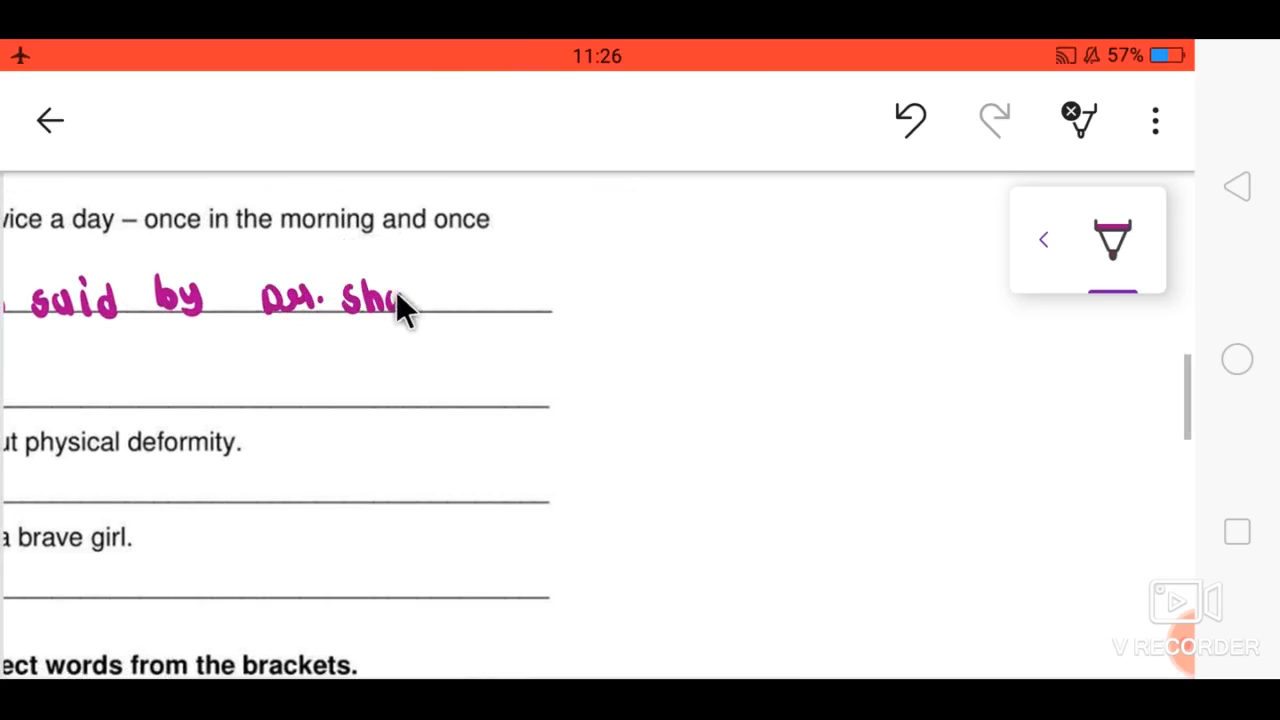 11:26
57%
vice a day – once in the morning and once
said by Dr. Sha
ut physical deformity.
a brave girl.
ect words from the brackets.
V RECORDER